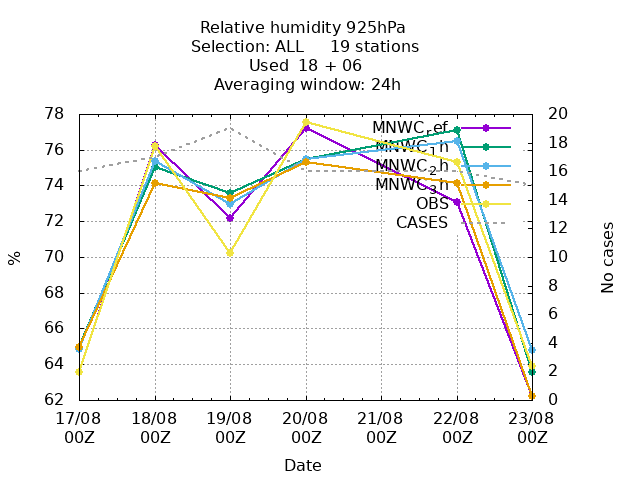 Relative humidity 925hPa
Selection: ALL 19 stations
Used 18 + 06
Averaging window: 24h
78 20
76 18
74 16
72 14
70 12
68 10
66 8
64 6
62 4
2
0
MNWC_ref
MNWC_1h
MNWC_2h
MNWC_3h
OBS
CASES
%
No cases
17/08 18/08 19/08 20/08 21/08 22/08 23/08
00Z 00Z 00Z 00Z 00Z 00Z 00Z
Date